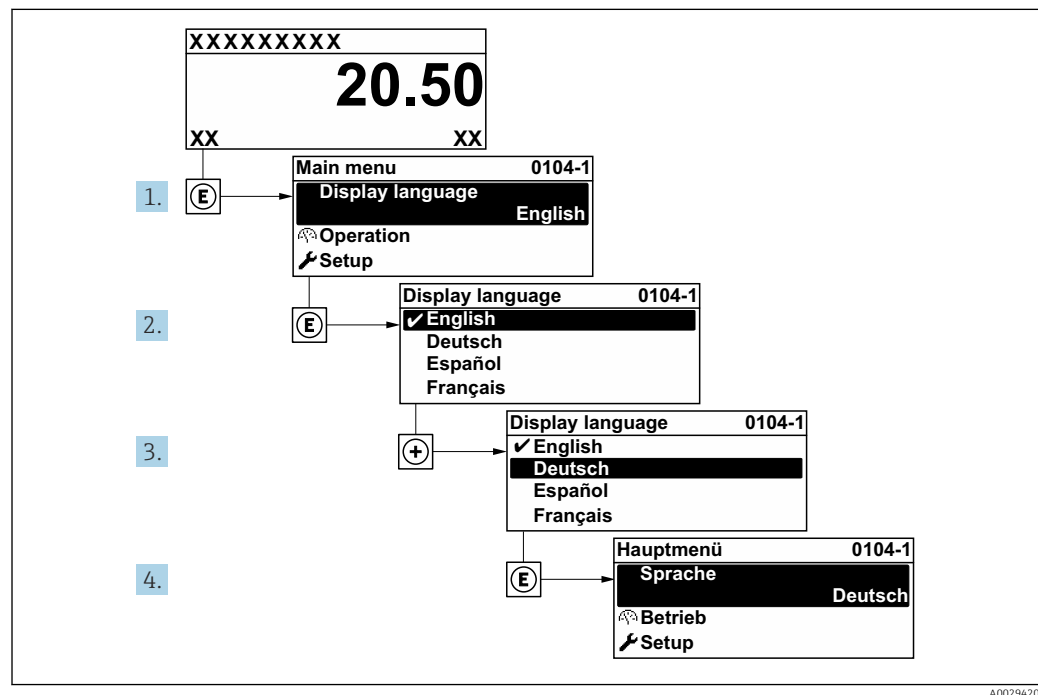 XXXXXXXXX
20.50
XX XX
1.
E
Main menu 0104-1
Display language
English
Operation
Setup
2.
E
Display language 0104-1
✔English
Deutsch
Español
Français
3.
+
Display language 0104-1
✔English
Deutsch
Español
Français
4.
E
Hauptmenü 0104-1
Sprache
Deutsch
Betrieb
Setup
A0029420